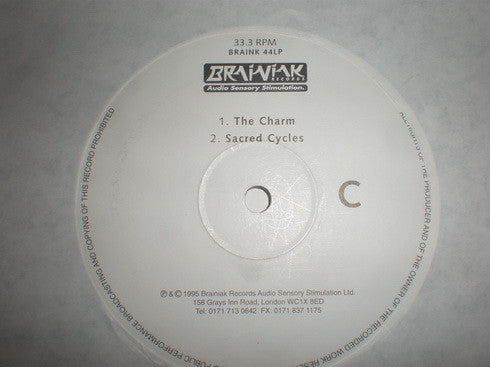 33.3 RPM
BRAINK 44LP
BRAINIAK
RECORDS
Audio Sensory Stimulation.
1. The Charm
2. Sacred Cycles
C
℗ & © 1995 Brainiak Records Audio Sensory Stimulation Ltd.
158 Grays Inn Road, London WC1X 8ED
Tel: 0171 713 0642 FX: 0171 837 1175
ALL RIGHTS OF THE PRODUCER AND OF THE OWNER OF THE RECORDED WORK
PUBLIC PERFORMANCE BROADCASTING AND COPYING OF THIS RECORD PROHIBITED